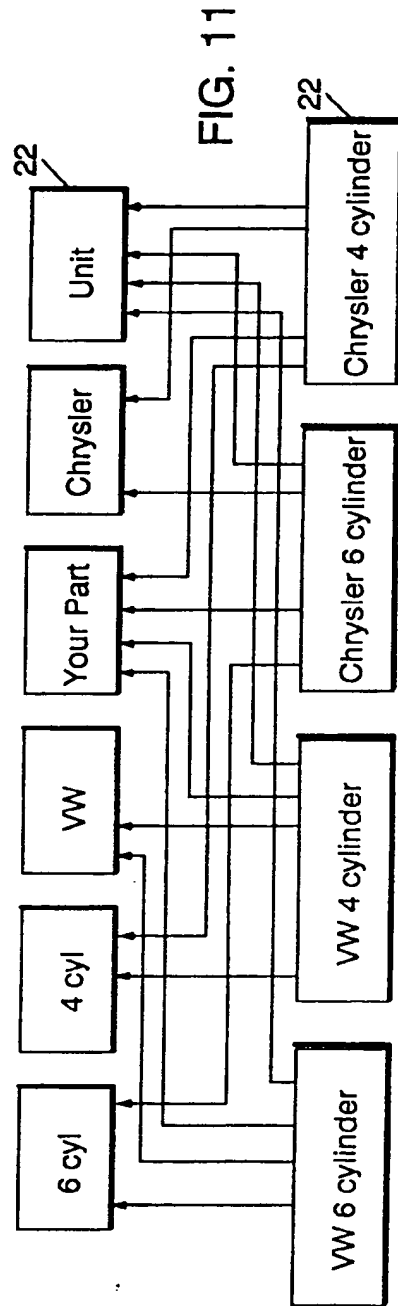 FIG. 11
22
6 cyl
4 cyl
VW
Your Part
Chrysler
Unit
22
VW 6 cylinder
VW 4 cylinder
Chrysler 6 cylinder
Chrysler 4 cylinder